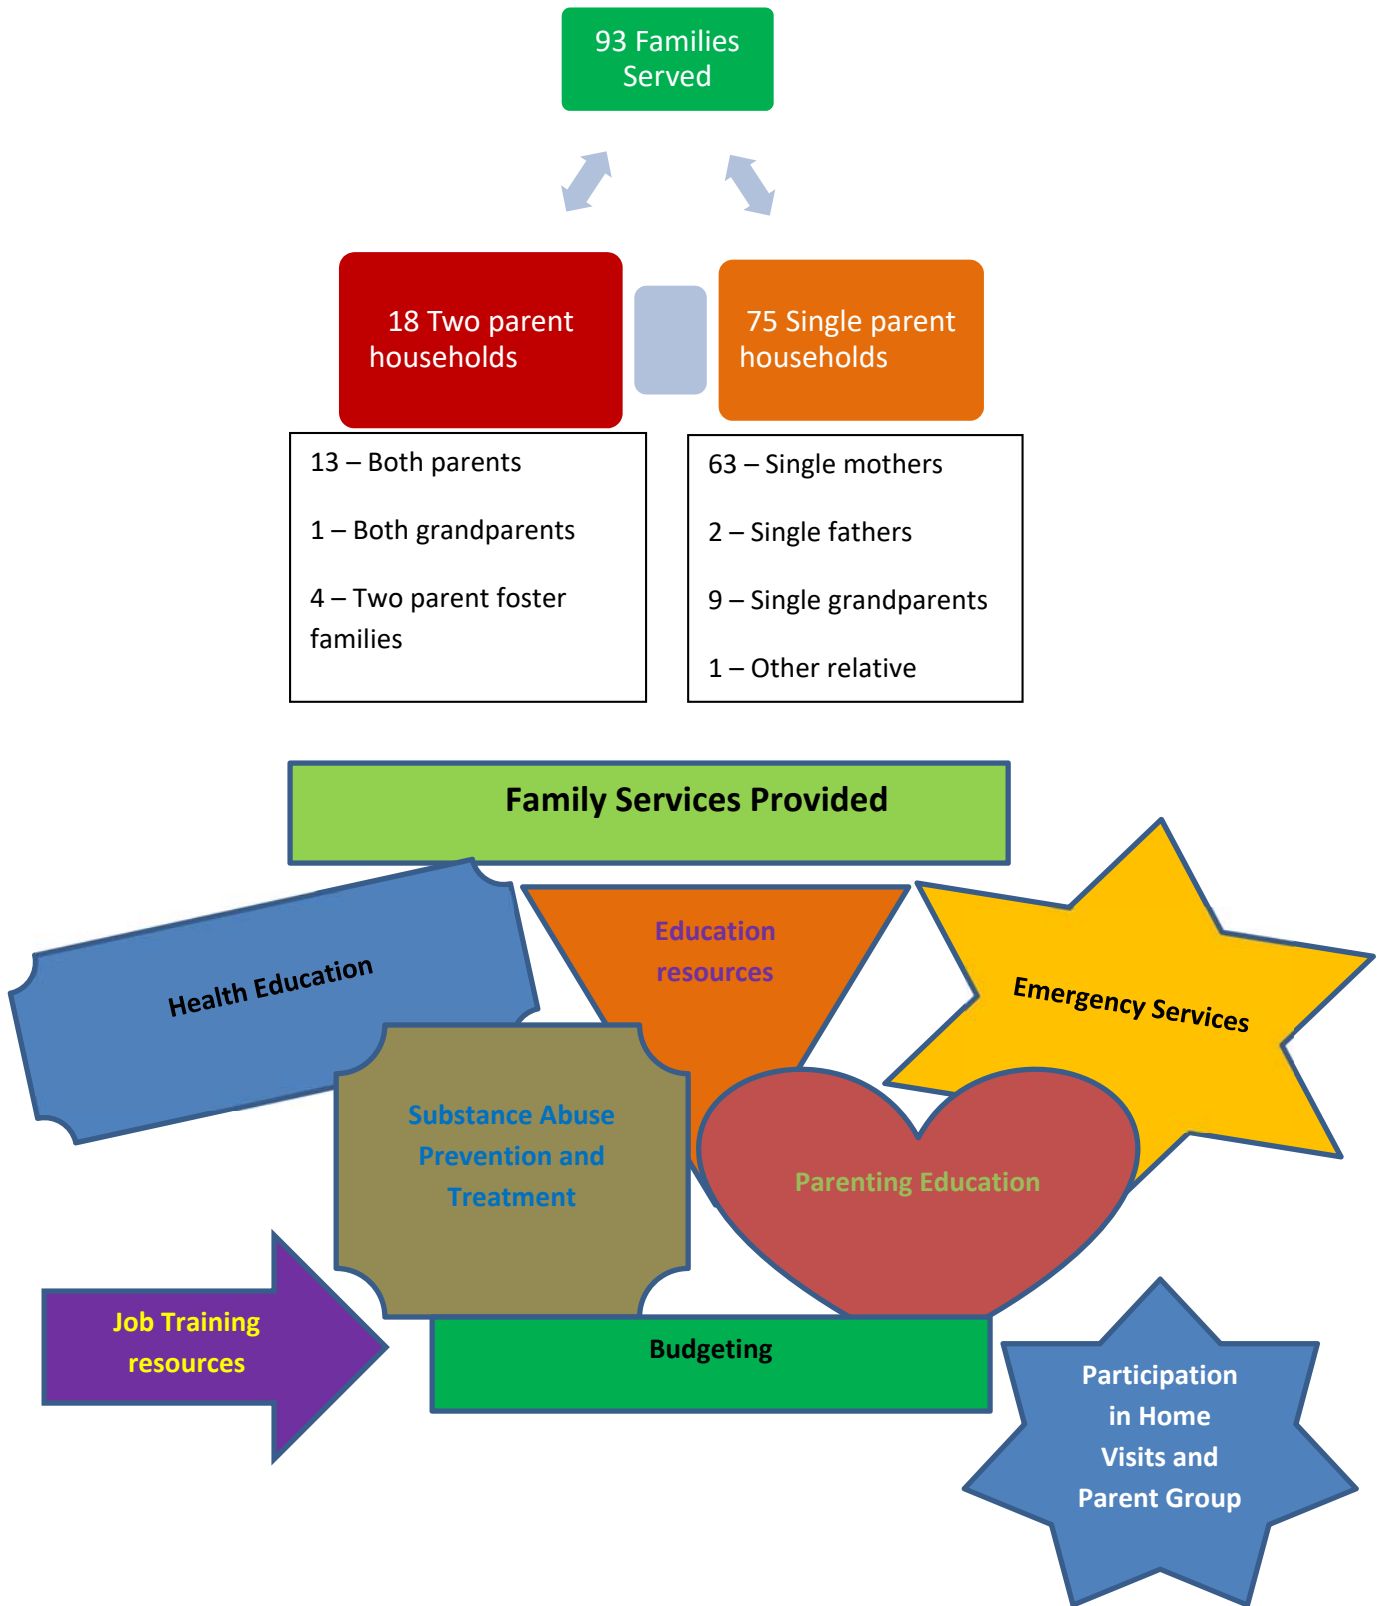 93 Families
Served
18 Two parent
households
75 Single parent
households
13 – Both parents
1 – Both grandparents
4 – Two parent foster
families
63 – Single mothers
2 – Single fathers
9 – Single grandparents
1 – Other relative
Family Services Provided
Health Education
Education
resources
Emergency Services
Substance Abuse
Prevention and
Treatment
Parenting Education
Job Training
resources
Budgeting
Participation
in Home
Visits and
Parent Group